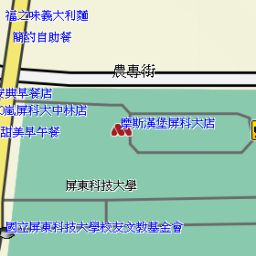 福之味義大利麵
簡約自助餐
農專街
典早餐店
嵐屏科大中林店
摩斯漢堡屏科大店
甜美早午餐
屏東科技大學
國立屏東科技大學校友文教基金會